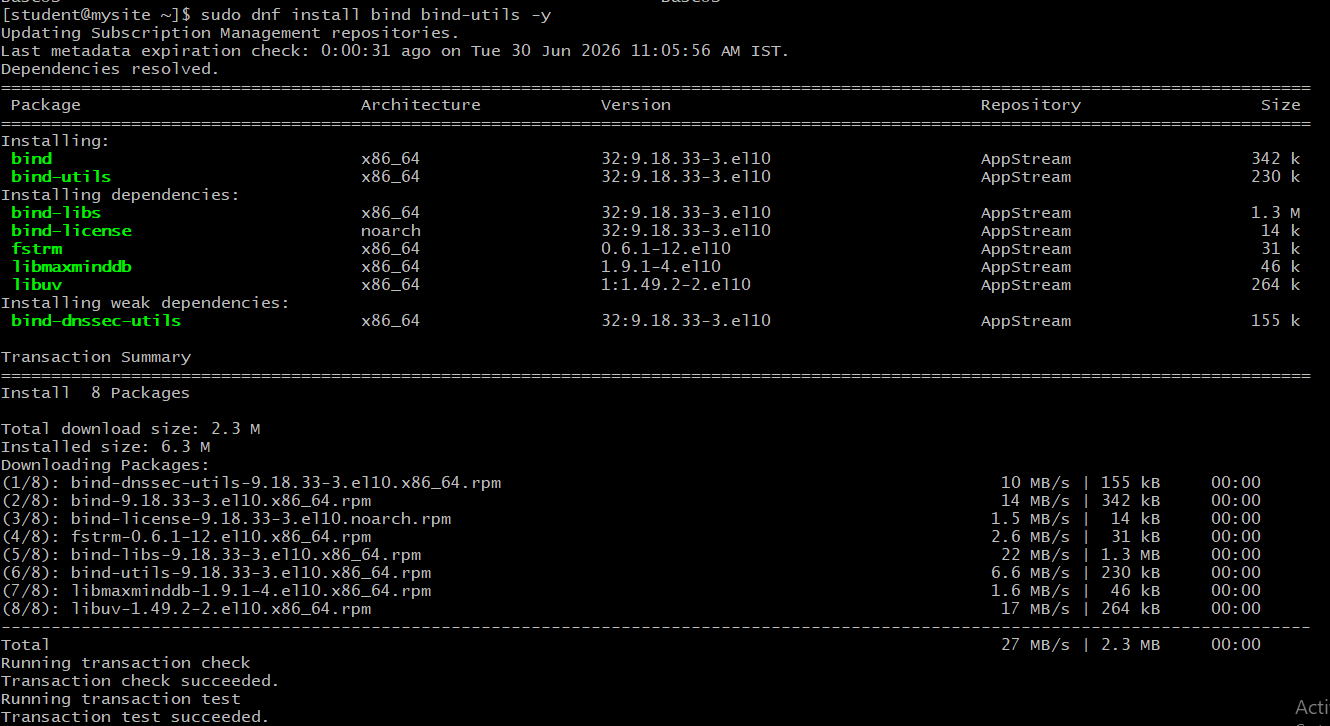 [student@mysite ~]$ sudo dnf install bind bind-utils -y
Updating Subscription Management repositories.
Last metadata expiration check: 0:00:31 ago on Tue 30 Jun 2026 11:05:56 AM IST.
Dependencies resolved.
===================================================================================================================================
Package Architecture Version Repository Size
===================================================================================================================================
Installing:
bind x86_64 32:9.18.33-3.el10 AppStream 342 k
bind-utils x86_64 32:9.18.33-3.el10 AppStream 230 k
Installing dependencies:
bind-libs x86_64 32:9.18.33-3.el10 AppStream 1.3 M
bind-license noarch 32:9.18.33-3.el10 AppStream 14 k
fstrm x86_64 0.6.1-12.el10 AppStream 31 k
libmaxminddb x86_64 1.9.1-4.el10 AppStream 46 k
libuv x86_64 1:1.49.2-2.el10 AppStream 264 k
Installing weak dependencies:
bind-dnssec-utils x86_64 32:9.18.33-3.el10 AppStream 155 k
Transaction Summary
===================================================================================================================================
Install 8 Packages
Total download size: 2.3 M
Installed size: 6.3 M
Downloading Packages:
(1/8): bind-dnssec-utils-9.18.33-3.el10.x86_64.rpm 10 MB/s | 155 kB 00:00
(2/8): bind-9.18.33-3.el10.x86_64.rpm 14 MB/s | 342 kB 00:00
(3/8): bind-license-9.18.33-3.el10.noarch.rpm 1.5 MB/s | 14 kB 00:00
(4/8): fstrm-0.6.1-12.el10.x86_64.rpm 2.6 MB/s | 31 kB 00:00
(5/8): bind-libs-9.18.33-3.el10.x86_64.rpm 22 MB/s | 1.3 MB 00:00
(6/8): bind-utils-9.18.33-3.el10.x86_64.rpm 6.6 MB/s | 230 kB 00:00
(7/8): libmaxminddb-1.9.1-4.el10.x86_64.rpm 1.6 MB/s | 46 kB 00:00
(8/8): libuv-1.49.2-2.el10.x86_64.rpm 17 MB/s | 264 kB 00:00
-----------------------------------------------------------------------------------------------------------------------------------
Total 27 MB/s | 2.3 MB 00:00
Running transaction check
Transaction check succeeded.
Running transaction test
Transaction test succeeded.
Acti